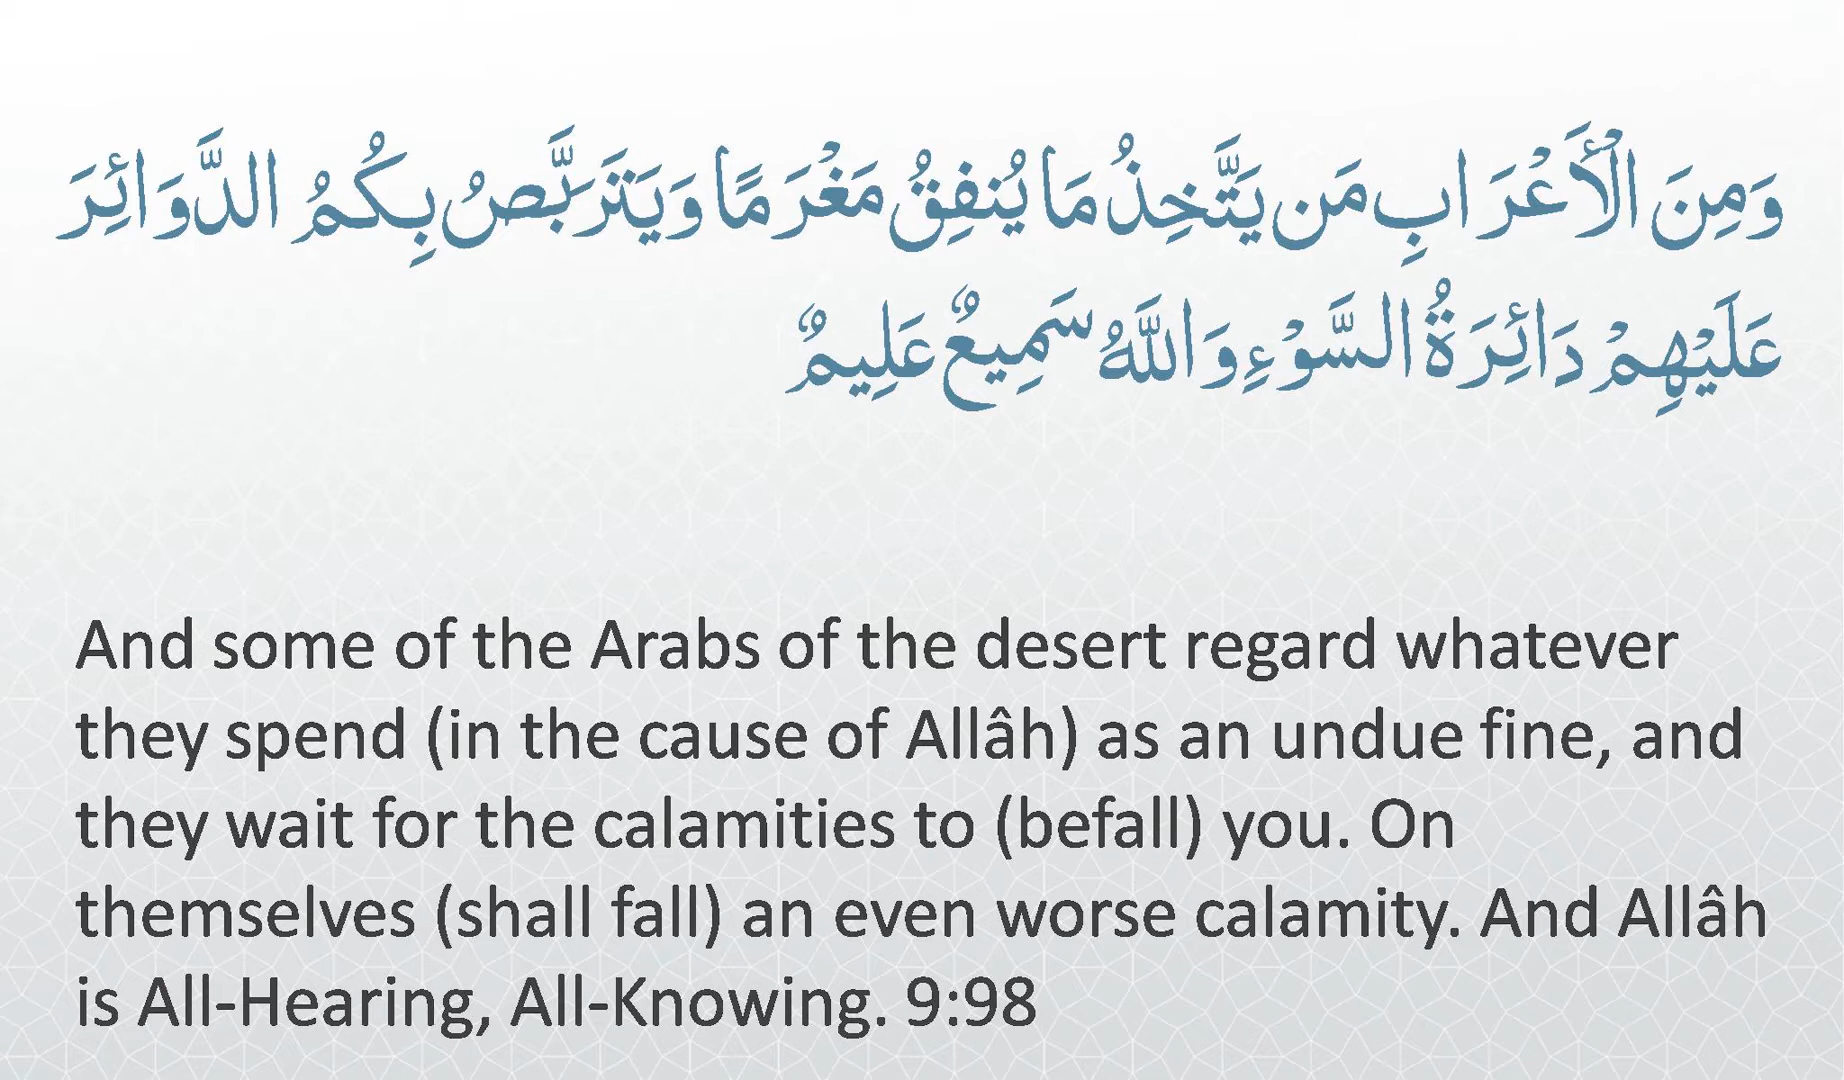 وَمِنَ الْأَعْرَابِ مَن يَتَّخِذُ مَا يُنفِقُ مَغْرَمًا وَيَتَرَبَّصُ بِكُمُ الدَّوَائِرَ
عَلَيْهِمْ دَائِرَةُ السَّوْءِ وَاللَّهُ سَمِيعٌ عَلِيمٌ
And some of the Arabs of the desert regard whatever
they spend (in the cause of Allâh) as an undue fine, and
they wait for the calamities to (befall) you. On
themselves (shall fall) an even worse calamity. And Allâh
is All-Hearing, All-Knowing. 9:98